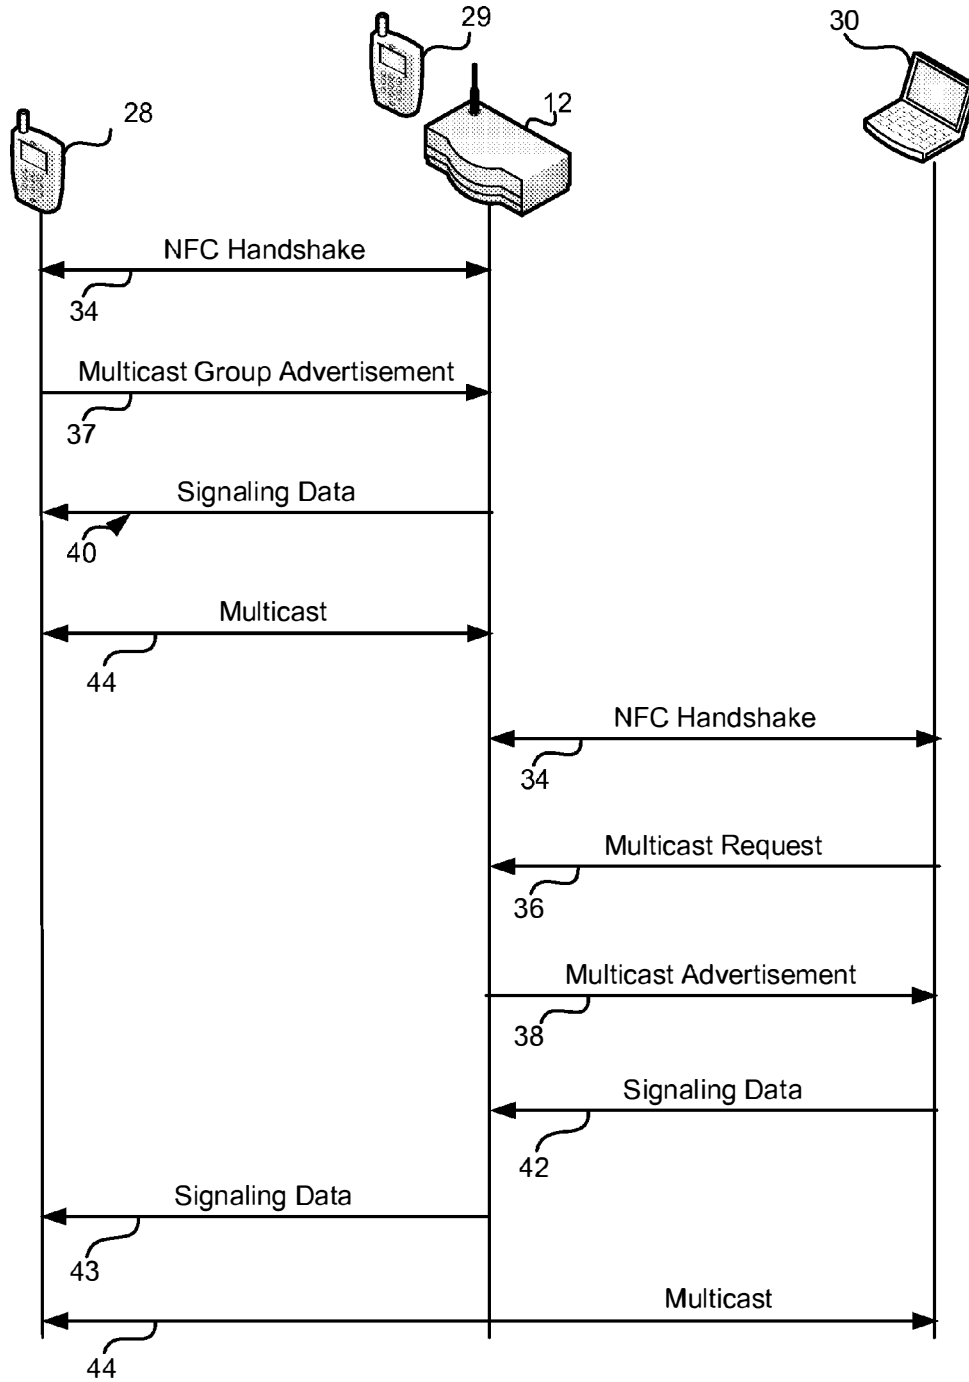 29
30
12
28
NFC Handshake
34
Multicast Group Advertisement
37
Signaling Data
40
Multicast
44
NFC Handshake
34
Multicast Request
36
Multicast Advertisement
38
Signaling Data
42
Signaling Data
43
Multicast
44